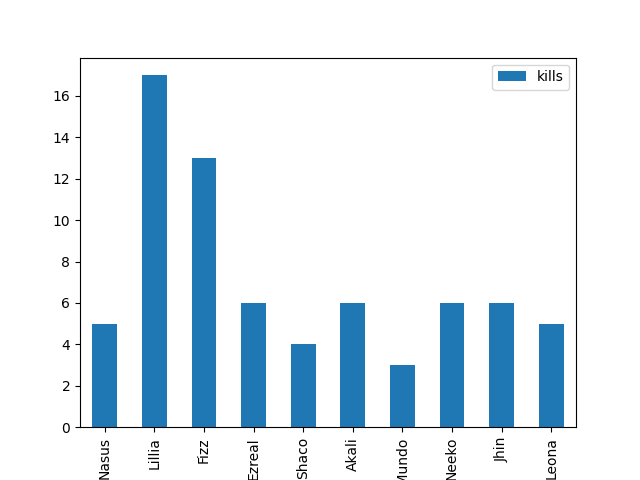 kills
16
14
12
10
8
6
4
2
0
Nasus
Lillia
Fizz
Ezreal
Shaco
Akali
Mundo
Neeko
Jhin
Leona